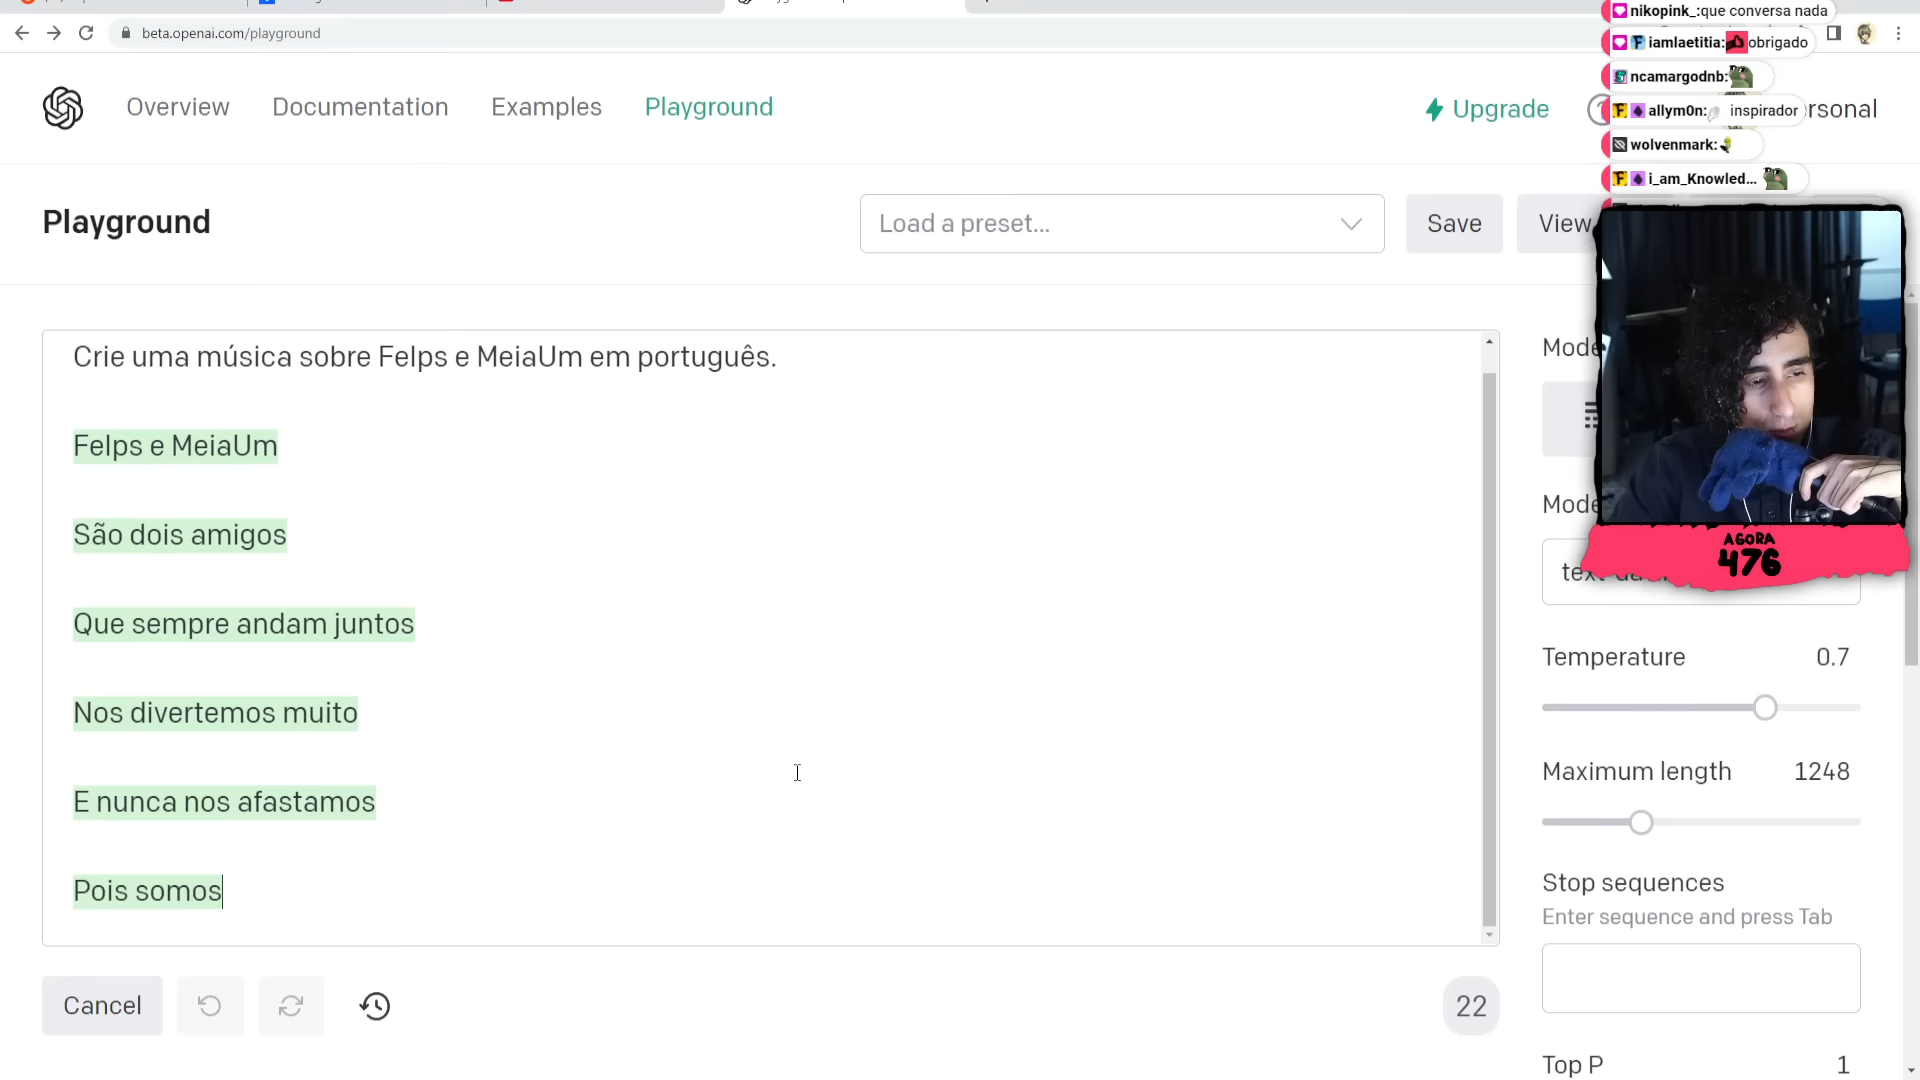 nikopink_:que conversa nada
beta.openai.com/playground
iamlaetitia: obrigado
ncamargodnb:
Overview
Documentation
Examples
Playground
Upgrade
rsonal
allym0n: inspirador
wolvenmark:
i_am_Knowled...
Playground
Load a preset...
Save
View
Crie uma música sobre Felps e MeiaUm em português.
Mode
Felps e MeiaUm
São dois amigos
Mode
AGORA
476
Que sempre andam juntos
Temperature 0.7
Nos divertemos muito
Maximum length 1248
E nunca nos afastamos
Pois somos
Stop sequences
Enter sequence and press Tab
Cancel
22
Top P 1